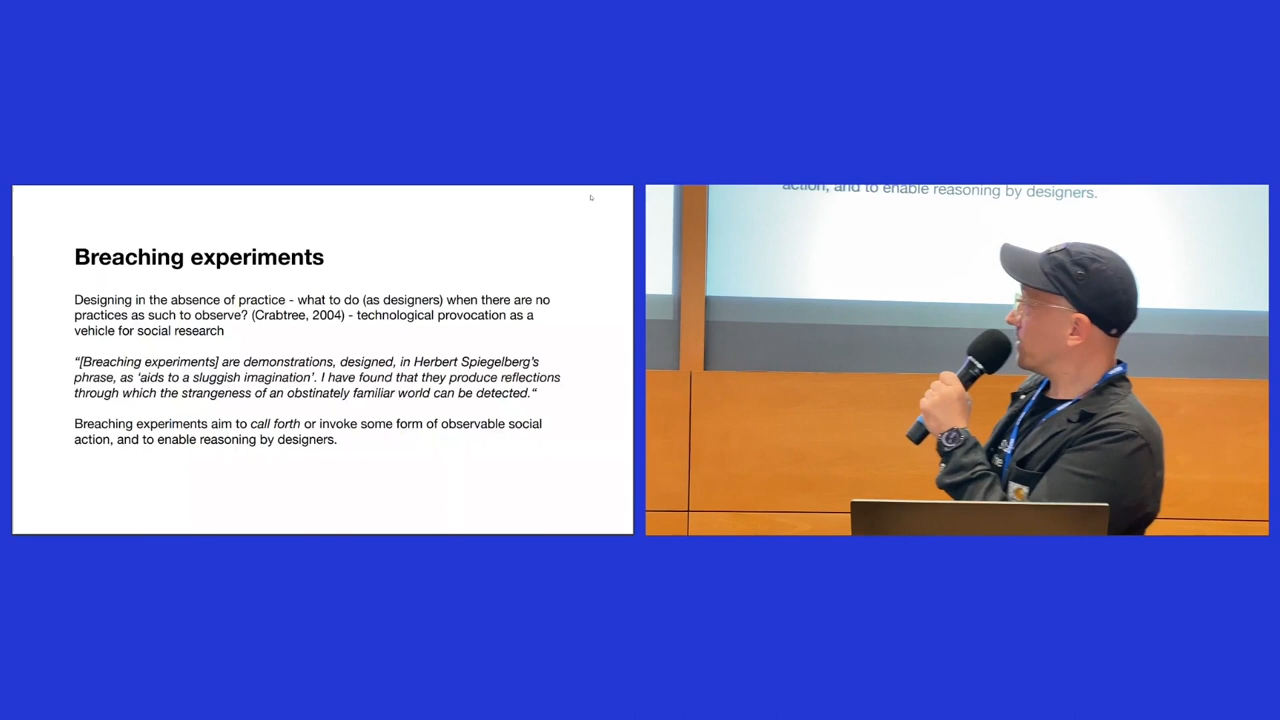 Breaching experiments
Designing in the absence of practice - what to do (as designers) when there are no
practices as such to observe? (Crabtree, 2004) - technological provocation as a
vehicle for social research
“[Breaching experiments] are demonstrations, designed, in Herbert Spiegelberg’s
phrase, as ‘aids to a sluggish imagination’. I have found that they produce reflections
through which the strangeness of an obstinately familiar world can be detected.“
Breaching experiments aim to call forth or invoke some form of observable social
action, and to enable reasoning by designers.
action, and to enable reasoning by designers.